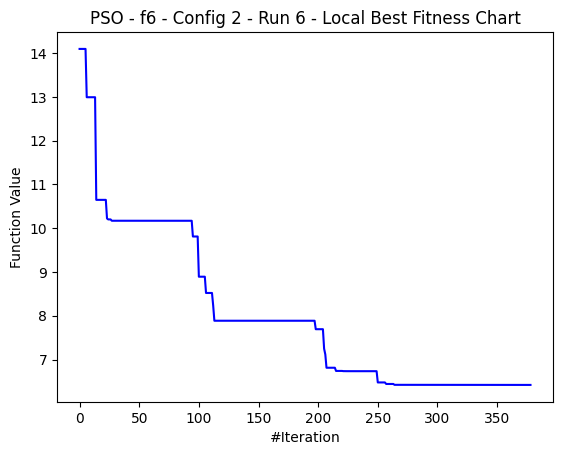 PSO - f6 - Config 2 - Run 6 - Local Best Fitness Chart
14
13
12
11
10
9
8
7
Function Value
0 50 100 150 200 250 300 350
#Iteration